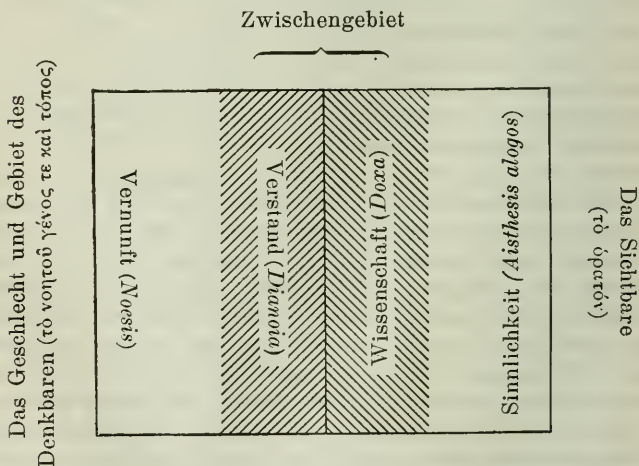 Zwischengebiet
Das Geschlecht und Gebiet des
Denkbaren (τὸ νοητοῦ γένος τε καὶ τόπος)
Vernunft (Noesis)
Verstand (Dianoia)
Wissenschaft (Doxa)
Sinnlichkeit (Aisthesis alogos)
Das Sichtbare
(τὸ ὁρατόν)